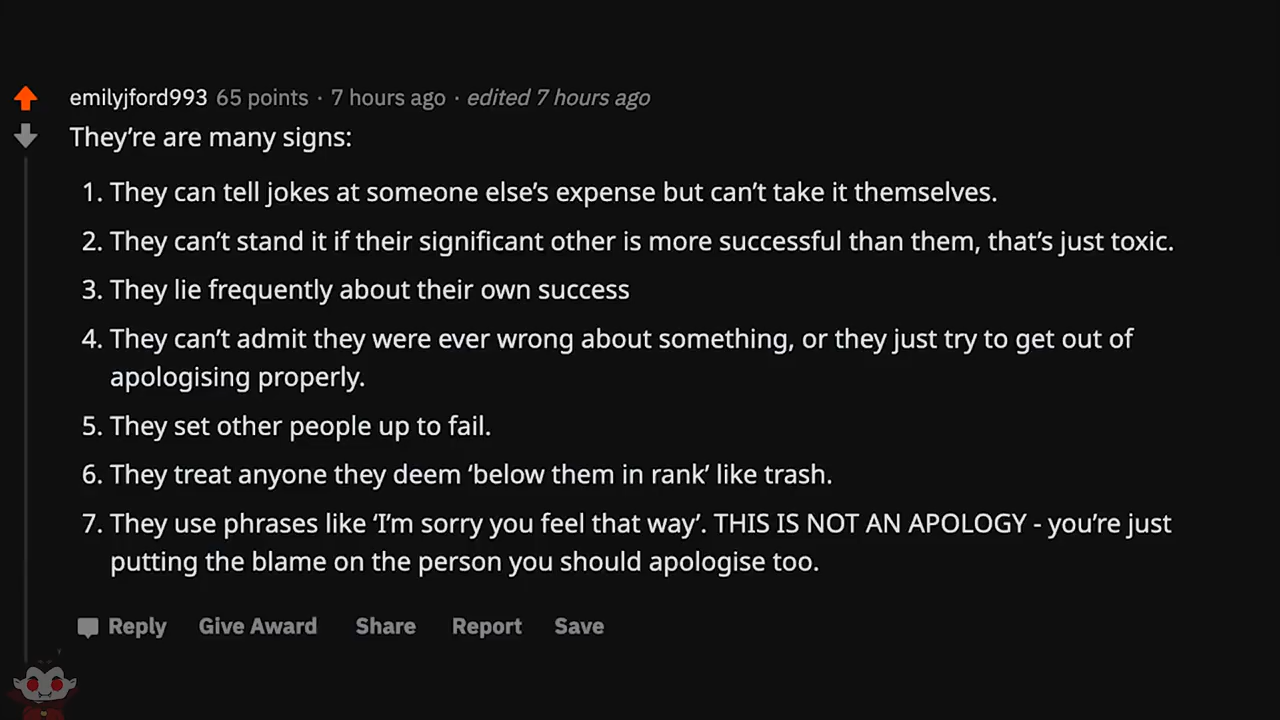 emilyjford993 65 points · 7 hours ago · edited 7 hours ago
They’re are many signs:
1. They can tell jokes at someone else’s expense but can’t take it themselves.
2. They can’t stand it if their significant other is more successful than them, that’s just toxic.
3. They lie frequently about their own success
4. They can’t admit they were ever wrong about something, or they just try to get out of
apologising properly.
5. They set other people up to fail.
6. They treat anyone they deem ‘below them in rank’ like trash.
7. They use phrases like ‘I’m sorry you feel that way’. THIS IS NOT AN APOLOGY - you’re just
putting the blame on the person you should apologise too.
Reply Give Award Share Report Save